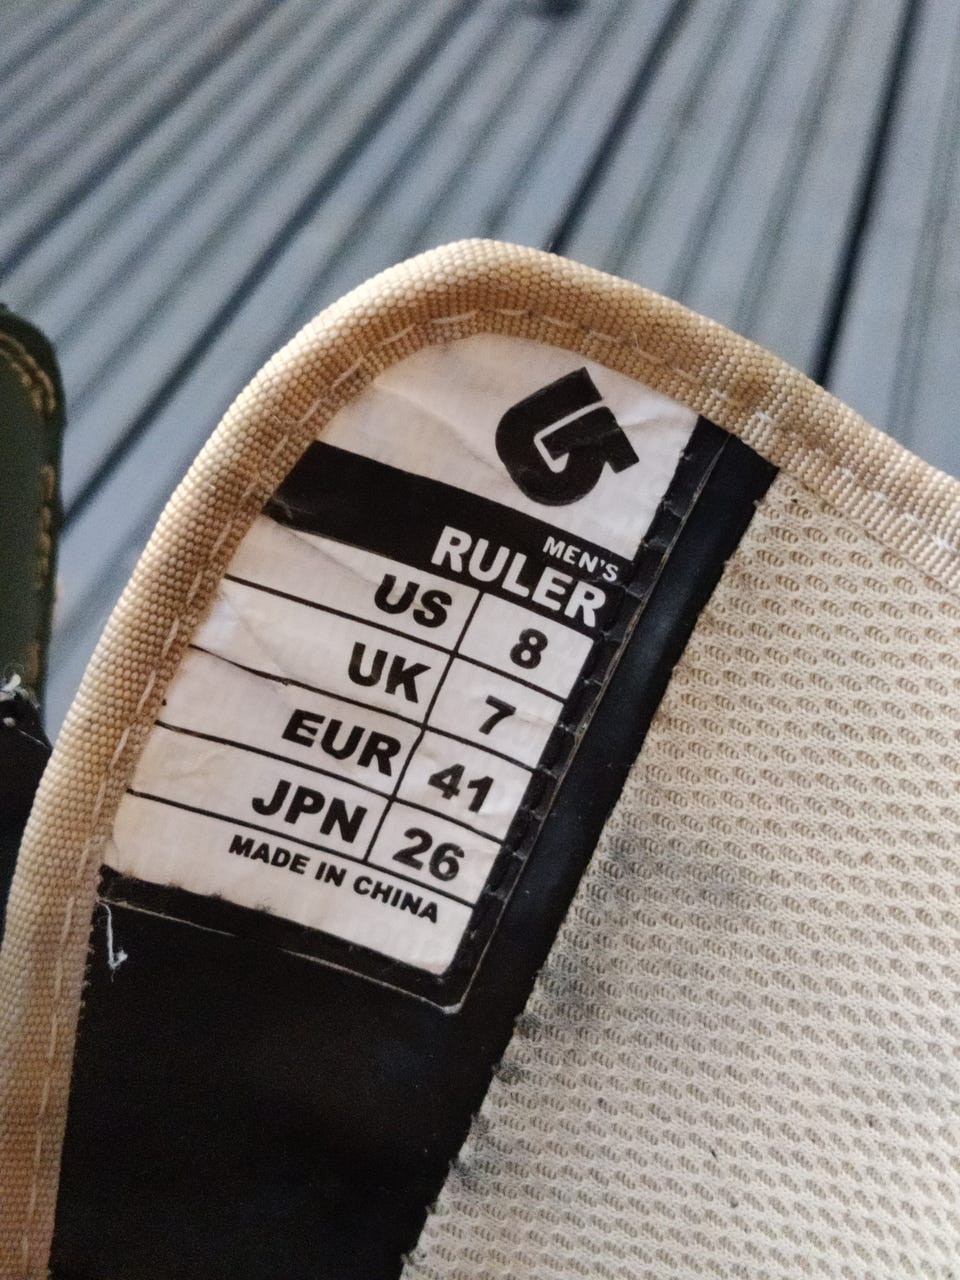 MEN'S
RULER
US 8
UK 7
EUR 41
JPN 26
MADE IN CHINA